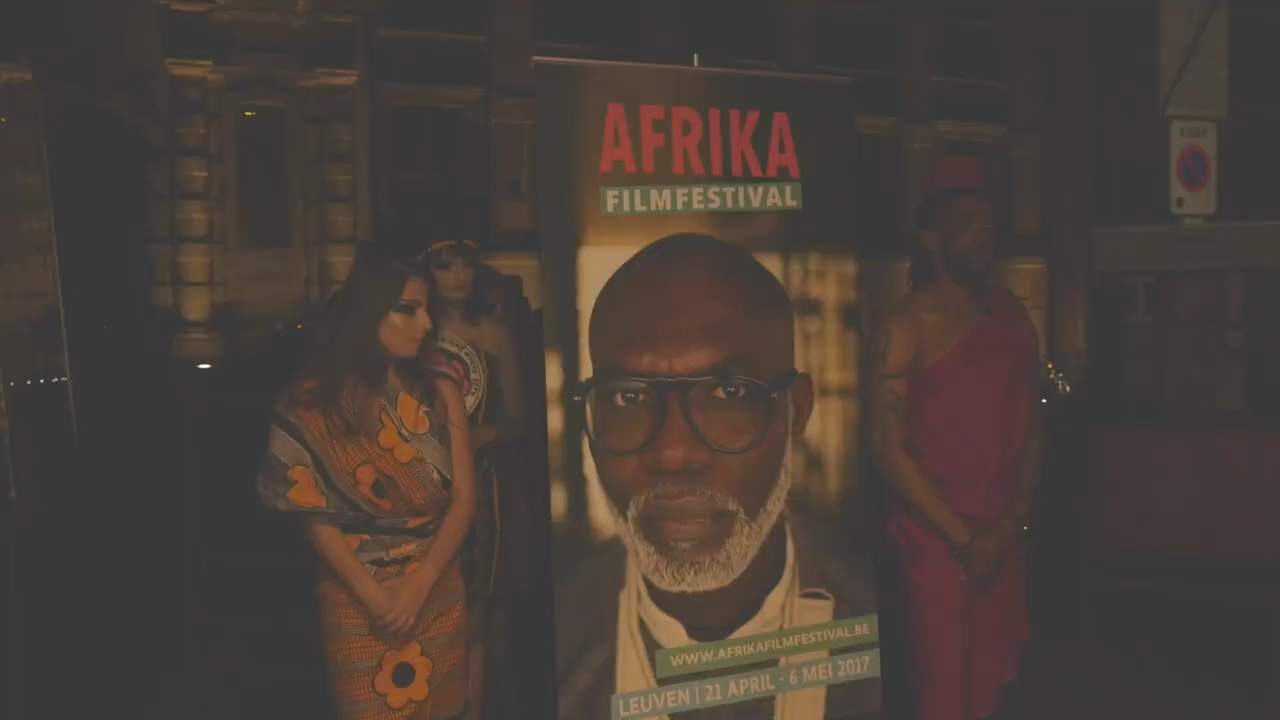 AFRIKA
FILMFESTIVAL
WWW.AFRIKAFILMFESTIVAL.BE
LEUVEN | 21 APRIL - 6 MEI 2017